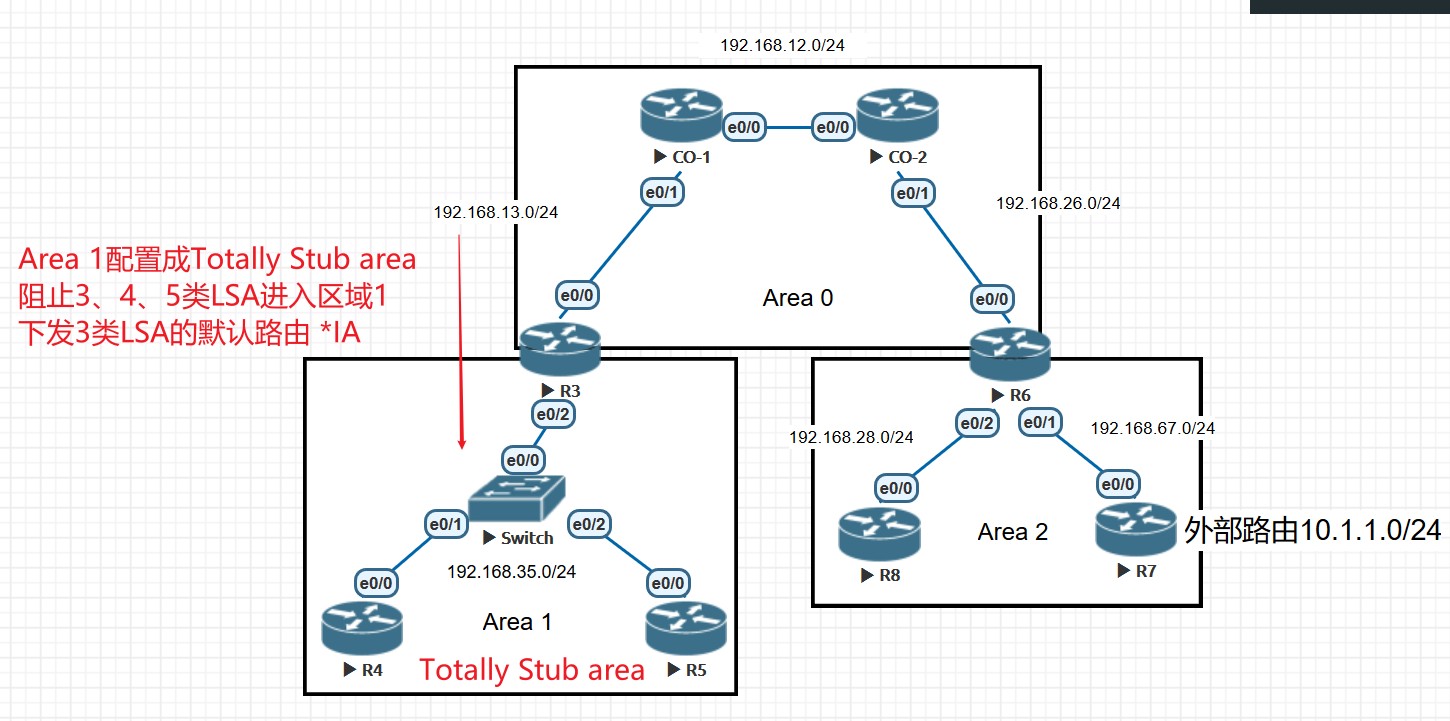 192.168.12.0/24
e0/0
e0/0
CO-1
CO-2
e0/1
e0/1
192.168.13.0/24
192.168.26.0/24
Area 1配置成Totally Stub area
阻止3、4、5类LSA进入区域1
下发3类LSA的默认路由 *IA
e0/0
Area 0
e0/0
R3
R6
e0/2
e0/2
e0/1
192.168.28.0/24
192.168.67.0/24
e0/0
e0/0
e0/0
e0/1
e0/2
Switch
Area 2
外部路由10.1.1.0/24
192.168.35.0/24
R8
R7
e0/0
e0/0
Area 1
R4
Totally Stub area
R5